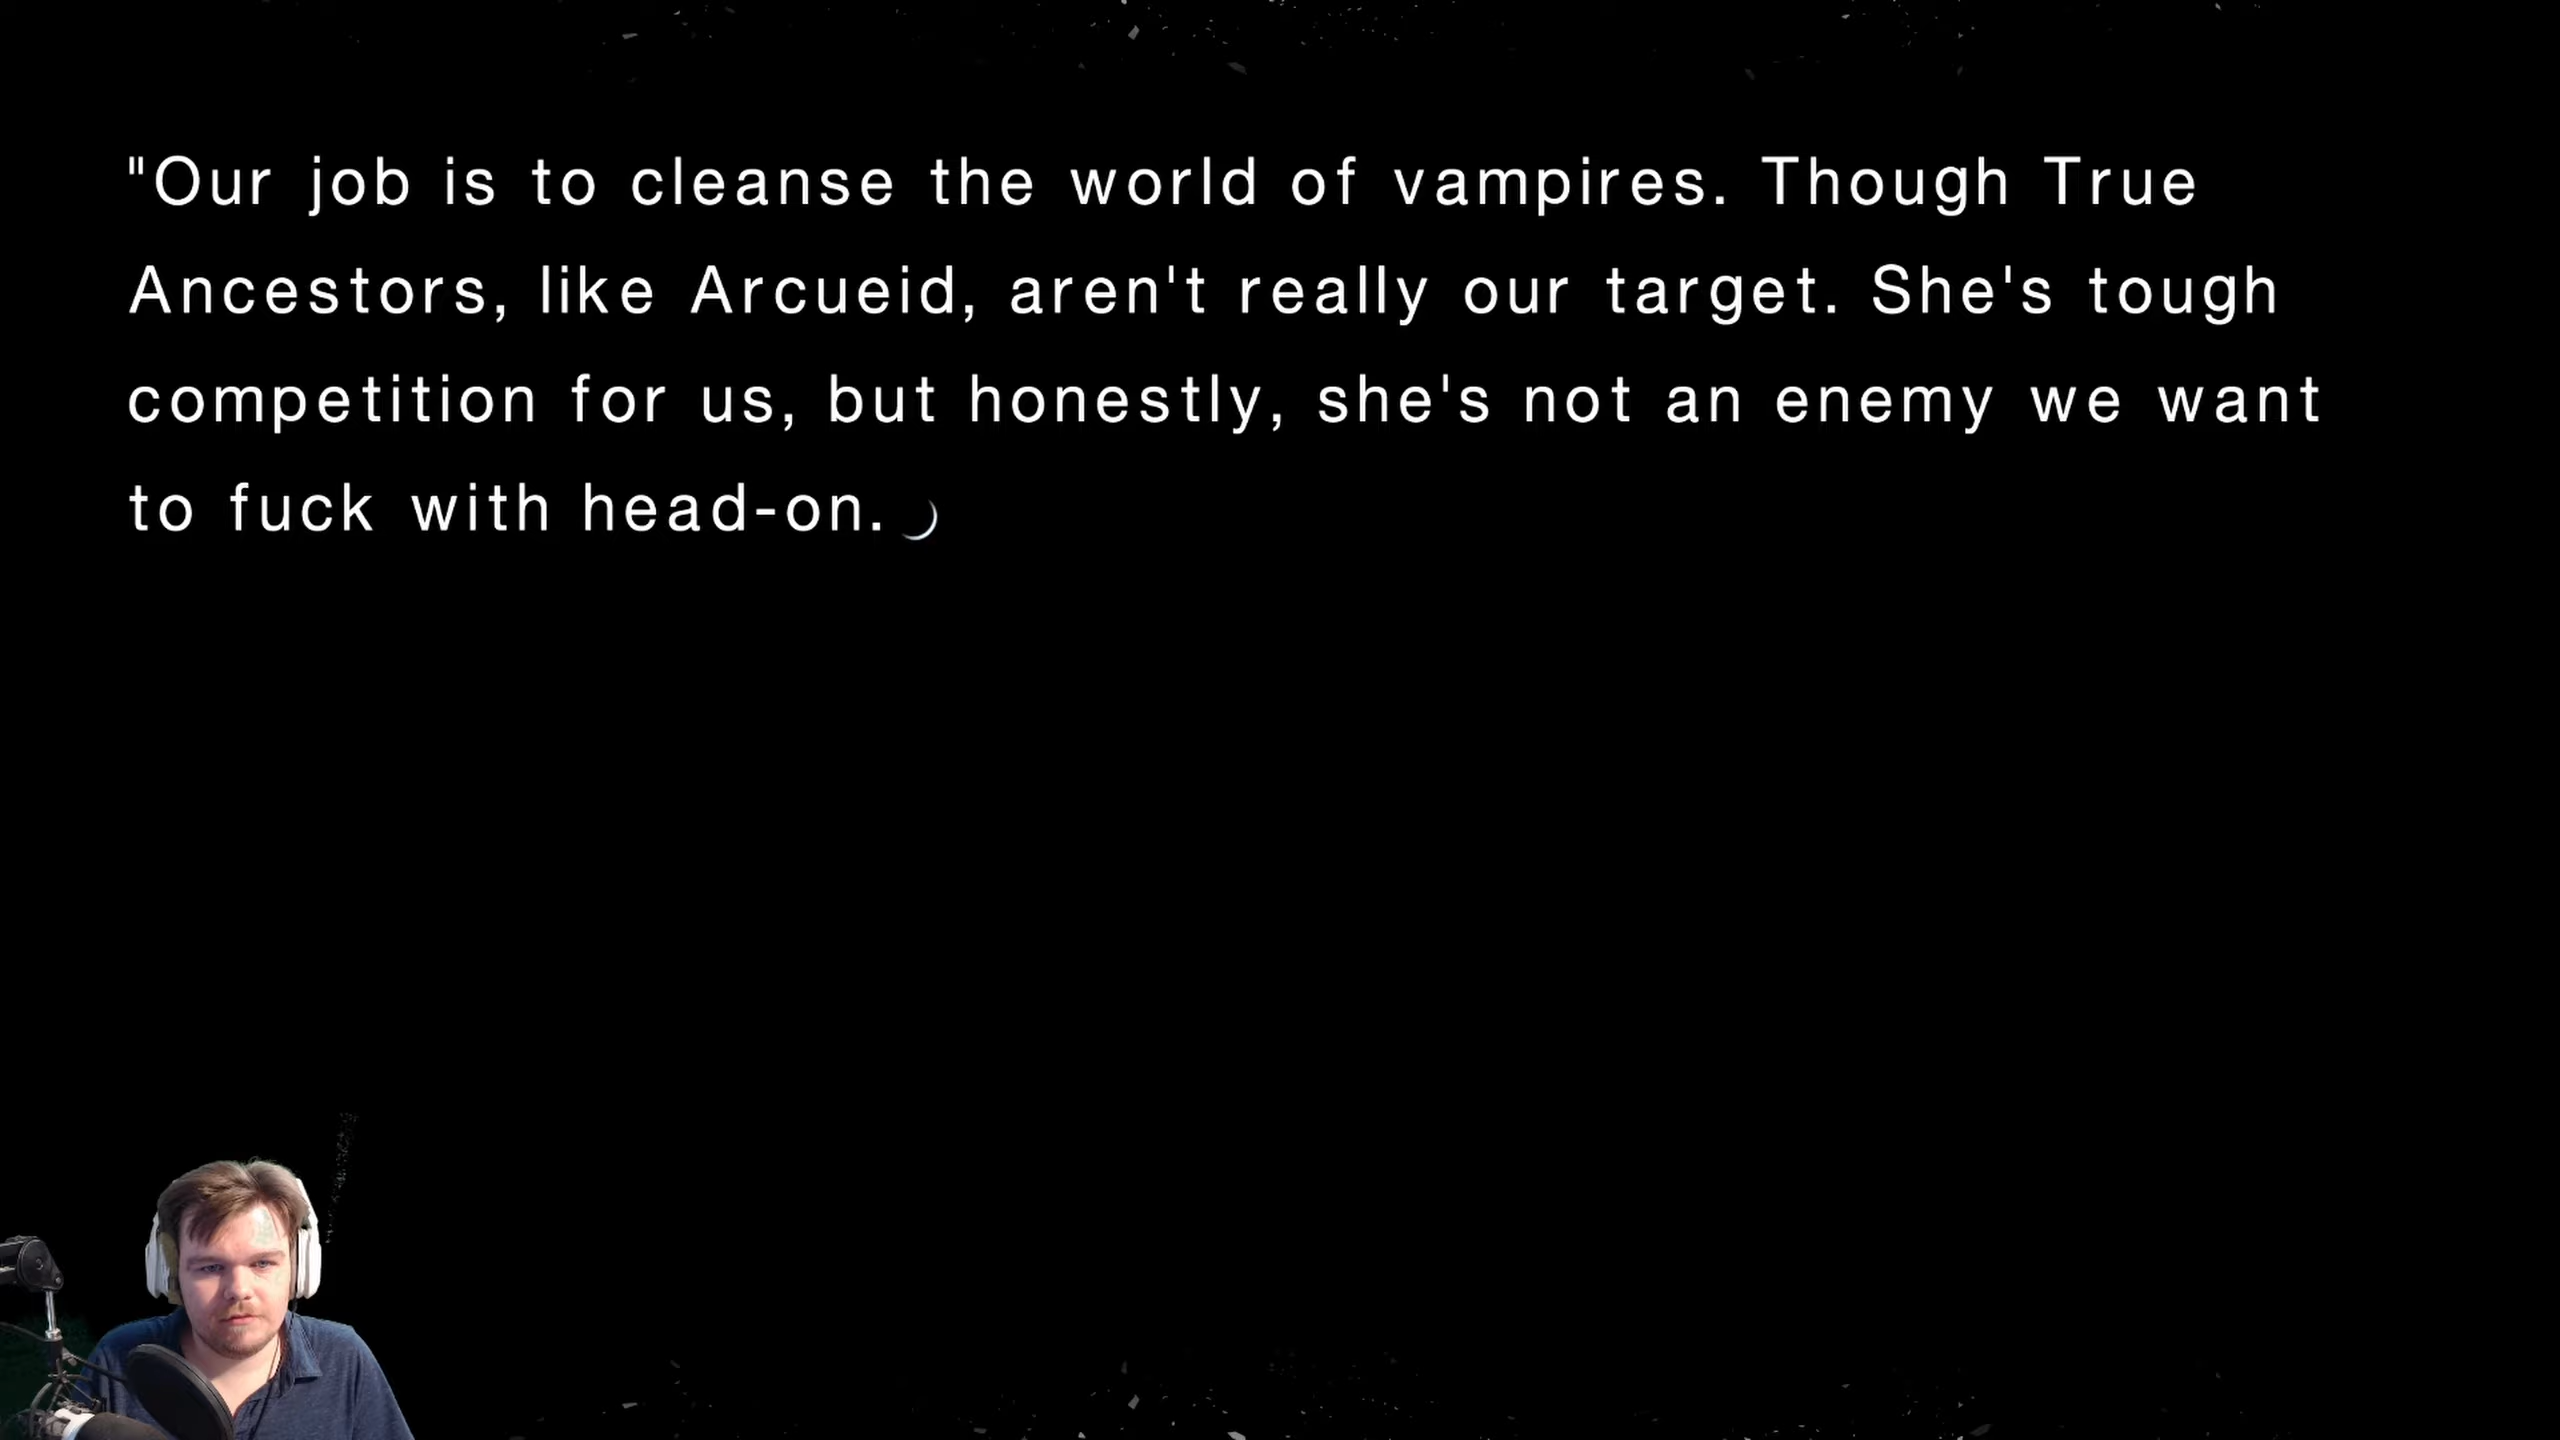 "Our job is to cleanse the world of vampires. Though True
Ancestors, like Arcueid, aren't really our target. She's tough
competition for us, but honestly, she's not an enemy we want
to fuck with head-on.